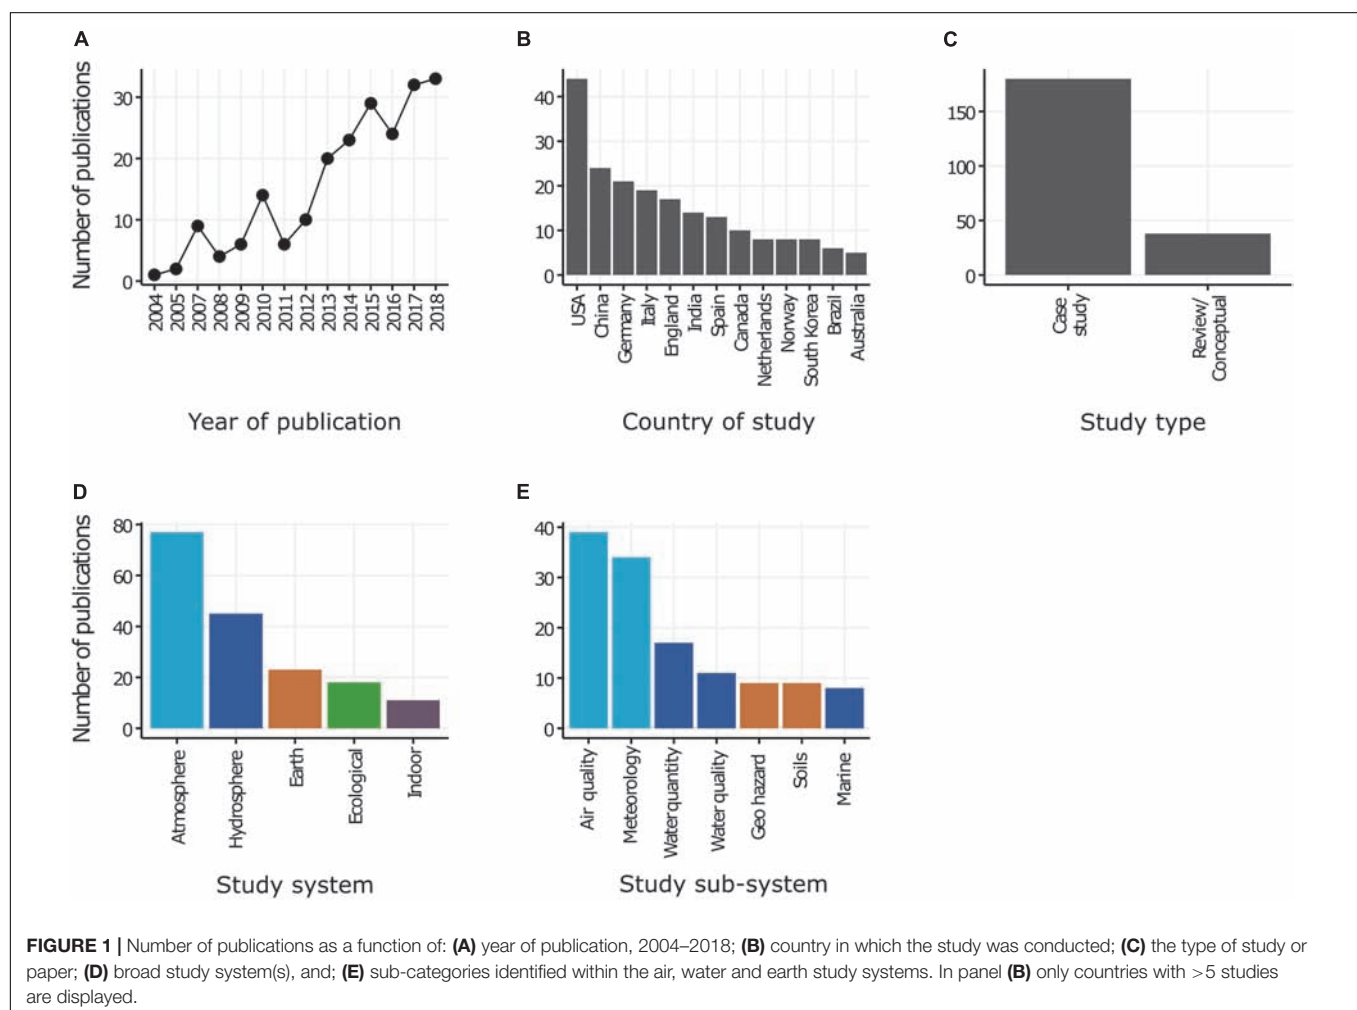 A
Number of publications
30
20
10
0
2004
2005
2007
2008
2009
2010
2011
2012
2013
2014
2015
2016
2017
2018
Year of publication
B
40
30
20
10
0
USA
China
Germany
Italy
England
India
Spain
Canada
Netherlands
Norway
South Korea
Brazil
Australia
Country of study
C
150
100
50
0
Case
study
Review/
Conceptual
Study type
D
Number of publications
80
60
40
20
0
Atmosphere
Hydrosphere
Earth
Ecological
Indoor
Study system
E
40
30
20
10
0
Air quality
Meteorology
Water quantity
Water quality
Geo hazard
Soils
Marine
Study sub-system
FIGURE 1 | Number of publications as a function of: (A) year of publication, 2004–2018; (B) country in which the study was conducted; (C) the type of study or
paper; (D) broad study system(s), and; (E) sub-categories identified within the air, water and earth study systems. In panel (B) only countries with >5 studies
are displayed.